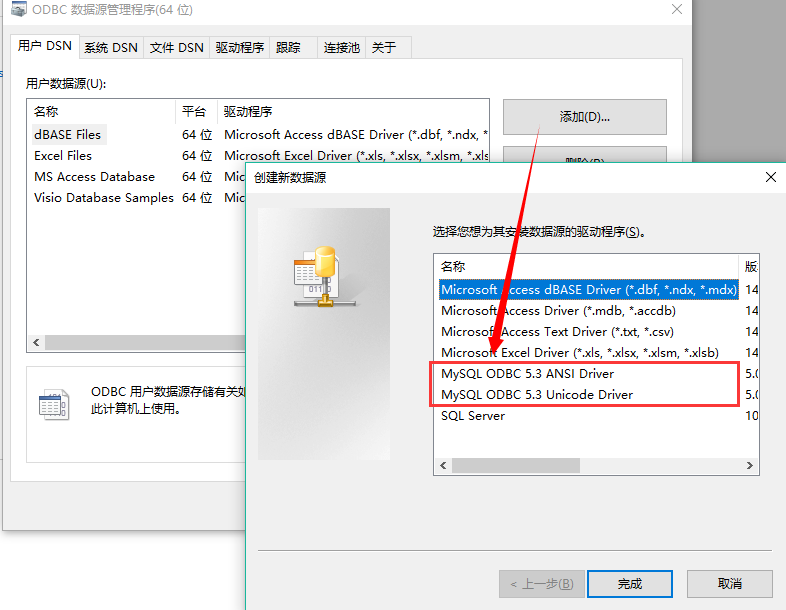 ODBC 数据源管理程序(64 位)
用户 DSN 系统 DSN 文件 DSN 驱动程序 跟踪 连接池 关于
用户数据源(U):
名称 平台 驱动程序
dBASE Files 64 位 Microsoft Access dBASE Driver (*.dbf, *.ndx, *
Excel Files 64 位 Microsoft Excel Driver (*.xls, *.xlsx, *.xlsm, *.xls
MS Access Database 64 位 Mic
Visio Database Samples 64 位 Mic
添加(D)...
删除(R)
ODBC 用户数据源存储有关如
此计算机上使用。
创建新数据源
选择您想为其安装数据源的驱动程序(S)。
名称 版
Microsoft Access dBASE Driver (*.dbf, *.ndx, *.mdx) 14
Microsoft Access Driver (*.mdb, *.accdb) 14
Microsoft Access Text Driver (*.txt, *.csv) 14
Microsoft Excel Driver (*.xls, *.xlsx, *.xlsm, *.xlsb) 14
MySQL ODBC 5.3 ANSI Driver 5.0
MySQL ODBC 5.3 Unicode Driver 5.0
SQL Server 10
< 上一步(B) 完成 取消